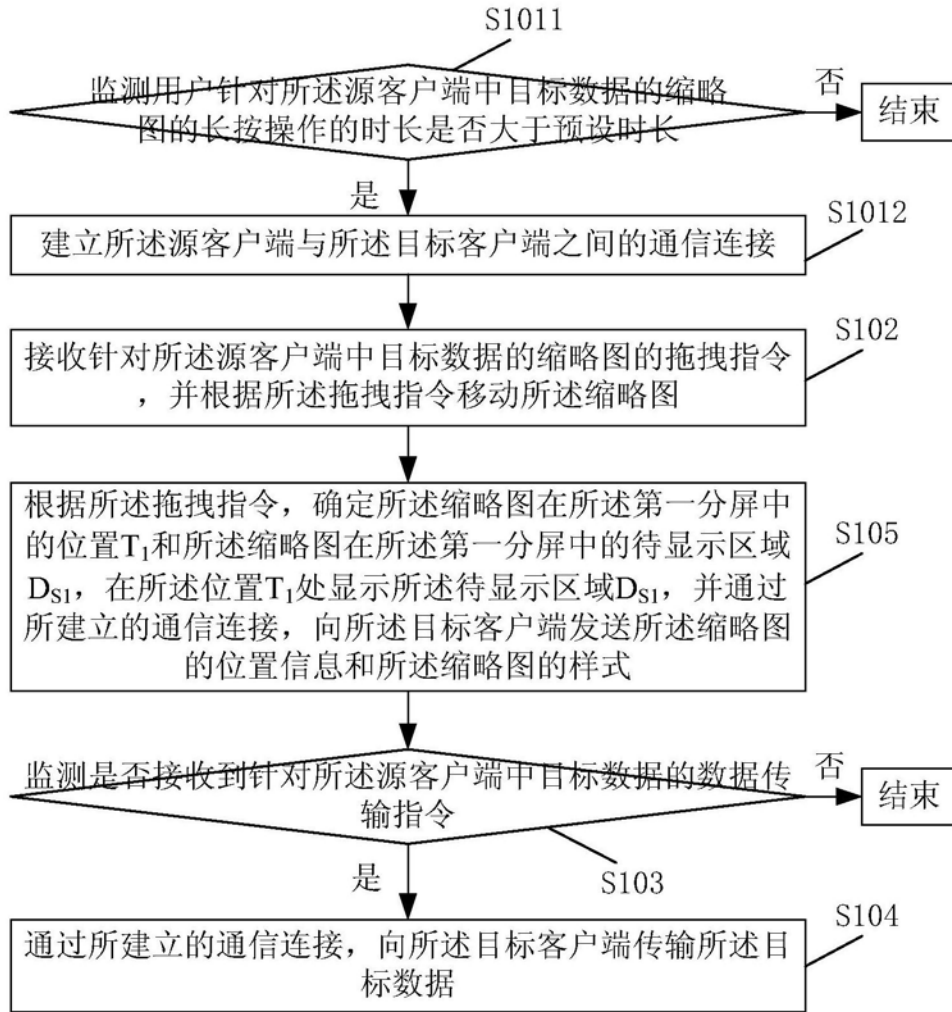 S1011
监测用户针对所述源客户端中目标数据的缩略
图的长按操作的时长是否大于预设时长
否
结束
是
S1012
建立所述源客户端与所述目标客户端之间的通信连接
S102
接收针对所述源客户端中目标数据的缩略图的拖拽指令
，并根据所述拖拽指令移动所述缩略图
根据所述拖拽指令，确定所述缩略图在所述第一分屏中
的位置T₁和所述缩略图在所述第一分屏中的待显示区域
D_S1，在所述位置T₁处显示所述待显示区域D_S1，并通过
所建立的通信连接，向所述目标客户端发送所述缩略图
的位置信息和所述缩略图的样式
S105
监测是否接收到针对所述源客户端中目标数据的数据传
输指令
否
结束
S103
是
S104
通过所建立的通信连接，向所述目标客户端传输所述目
标数据